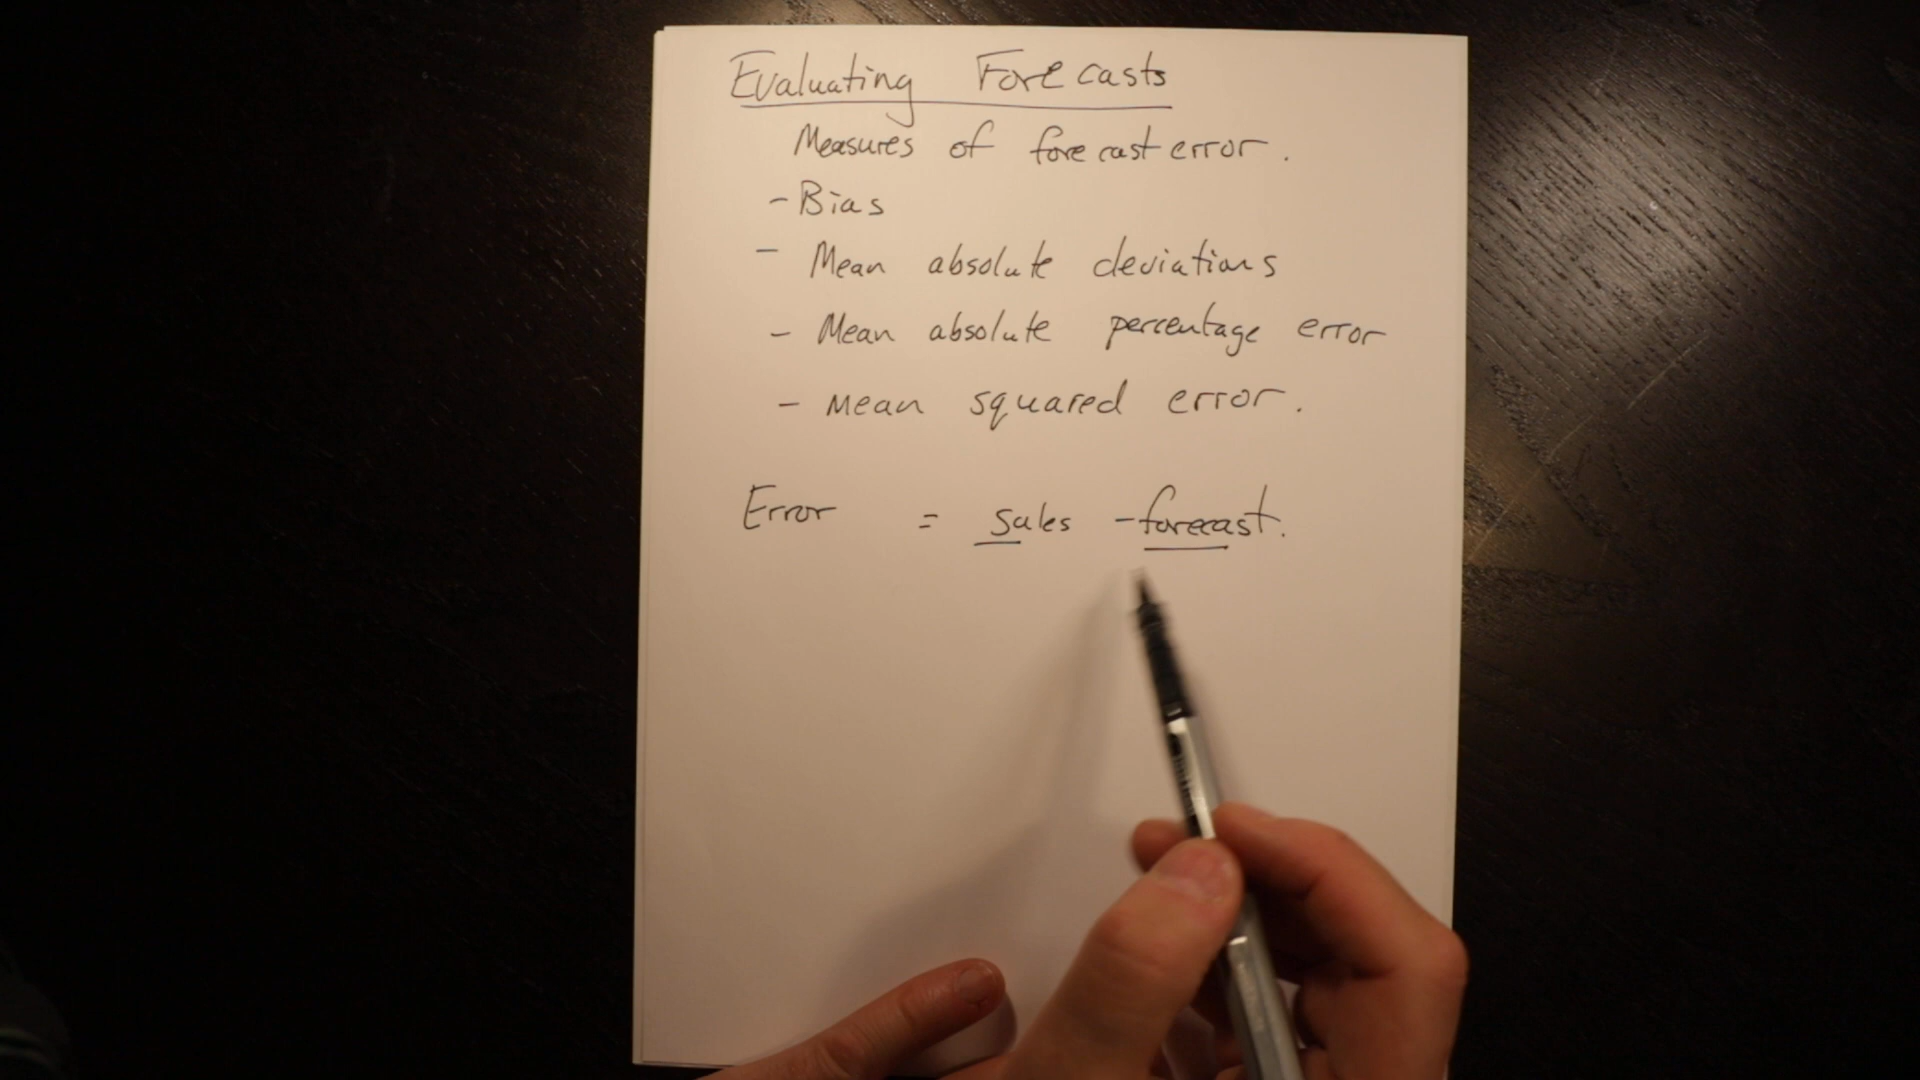 Evaluating Forecasts
Measures of forecast error.
- Bias
- Mean absolute deviations
- Mean absolute percentage error
- Mean squared error.
Error = sales - forecast.